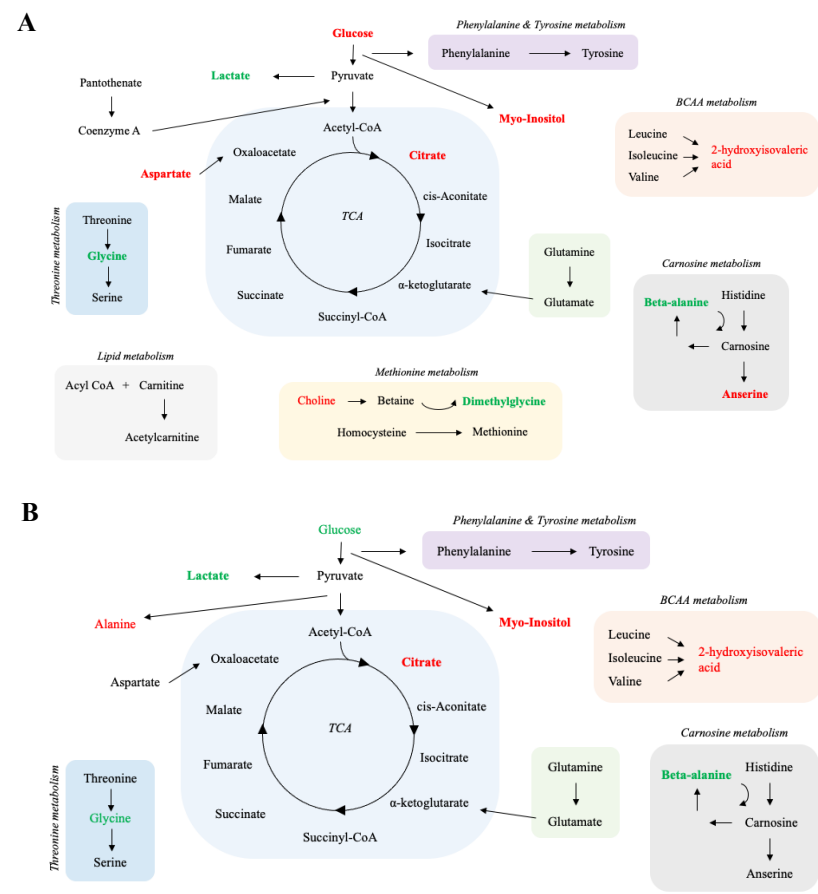 A
Phenylalanine & Tyrosine metabolism
Glucose
Phenylalanine
Tyrosine
Lactate
Pyruvate
Pantothenate
Myo-Inositol
BCAA metabolism
Coenzyme A
Acetyl-CoA
Leucine
Isoleucine
Valine
2-hydroxyisovaleric
acid
Oxaloacetate
Citrate
Aspartate
Malate
cis-Aconitate
TCA
Threonine metabolism
Threonine
Glycine
Serine
Fumarate
Isocitrate
Succinate
α-ketoglutarate
Succinyl-CoA
Glutamine
Glutamate
Carnosine metabolism
Beta-alanine
Histidine
Carnosine
Anserine
Lipid metabolism
Acyl CoA + Carnitine
Acetylcarnitine
Methionine metabolism
Choline
Betaine
Dimethylglycine
Homocysteine
Methionine
B
Phenylalanine & Tyrosine metabolism
Glucose
Phenylalanine
Tyrosine
Lactate
Pyruvate
Alanine
Myo-Inositol
BCAA metabolism
Acetyl-CoA
Leucine
Isoleucine
Valine
2-hydroxyisovaleric
acid
Oxaloacetate
Citrate
Aspartate
Malate
cis-Aconitate
TCA
Fumarate
Isocitrate
Succinate
α-ketoglutarate
Succinyl-CoA
Threonine metabolism
Threonine
Glycine
Serine
Glutamine
Glutamate
Carnosine metabolism
Beta-alanine
Histidine
Carnosine
Anserine